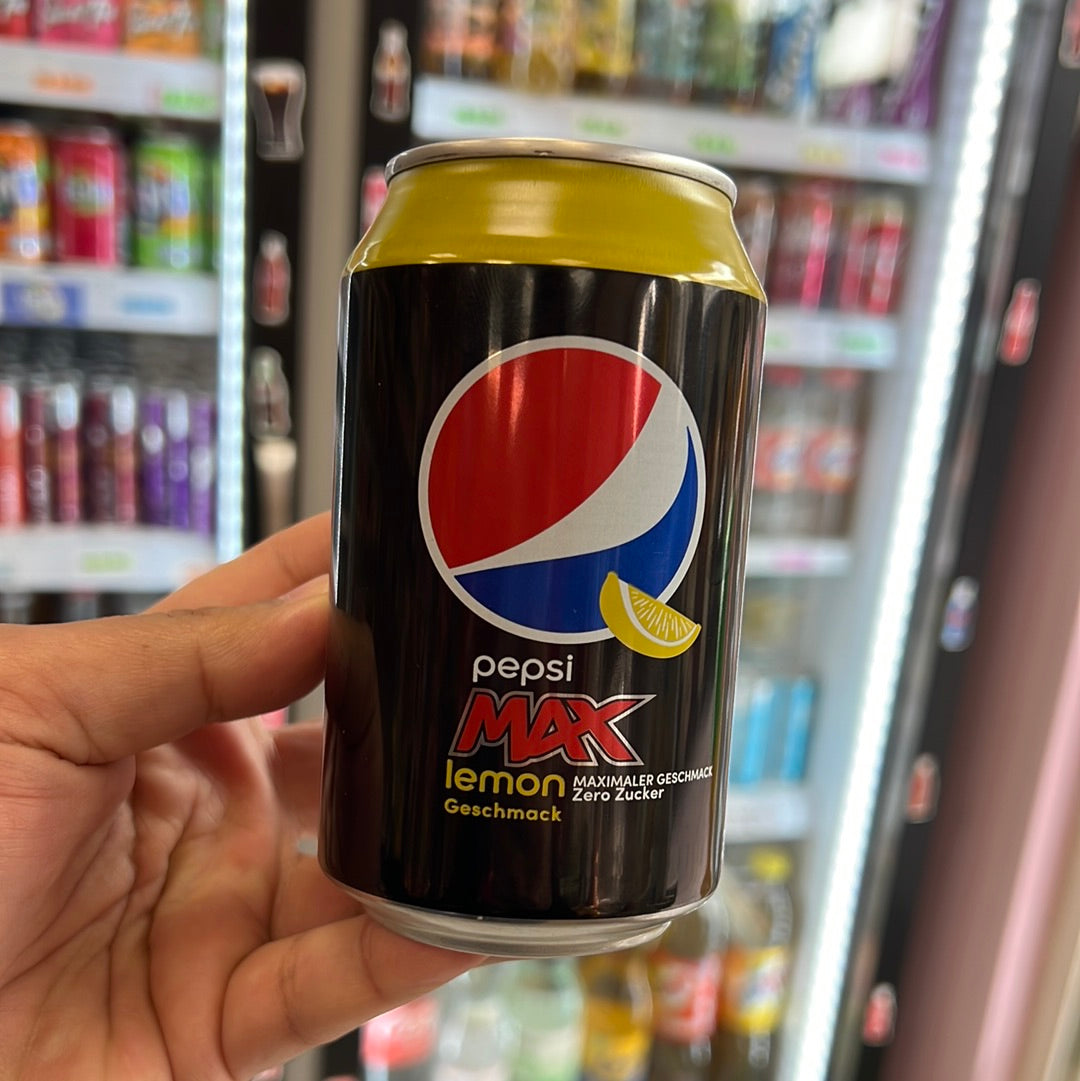 pepsi
MAX
lemon
Geschmack
MAXIMALER GESCHMACK
Zero Zucker